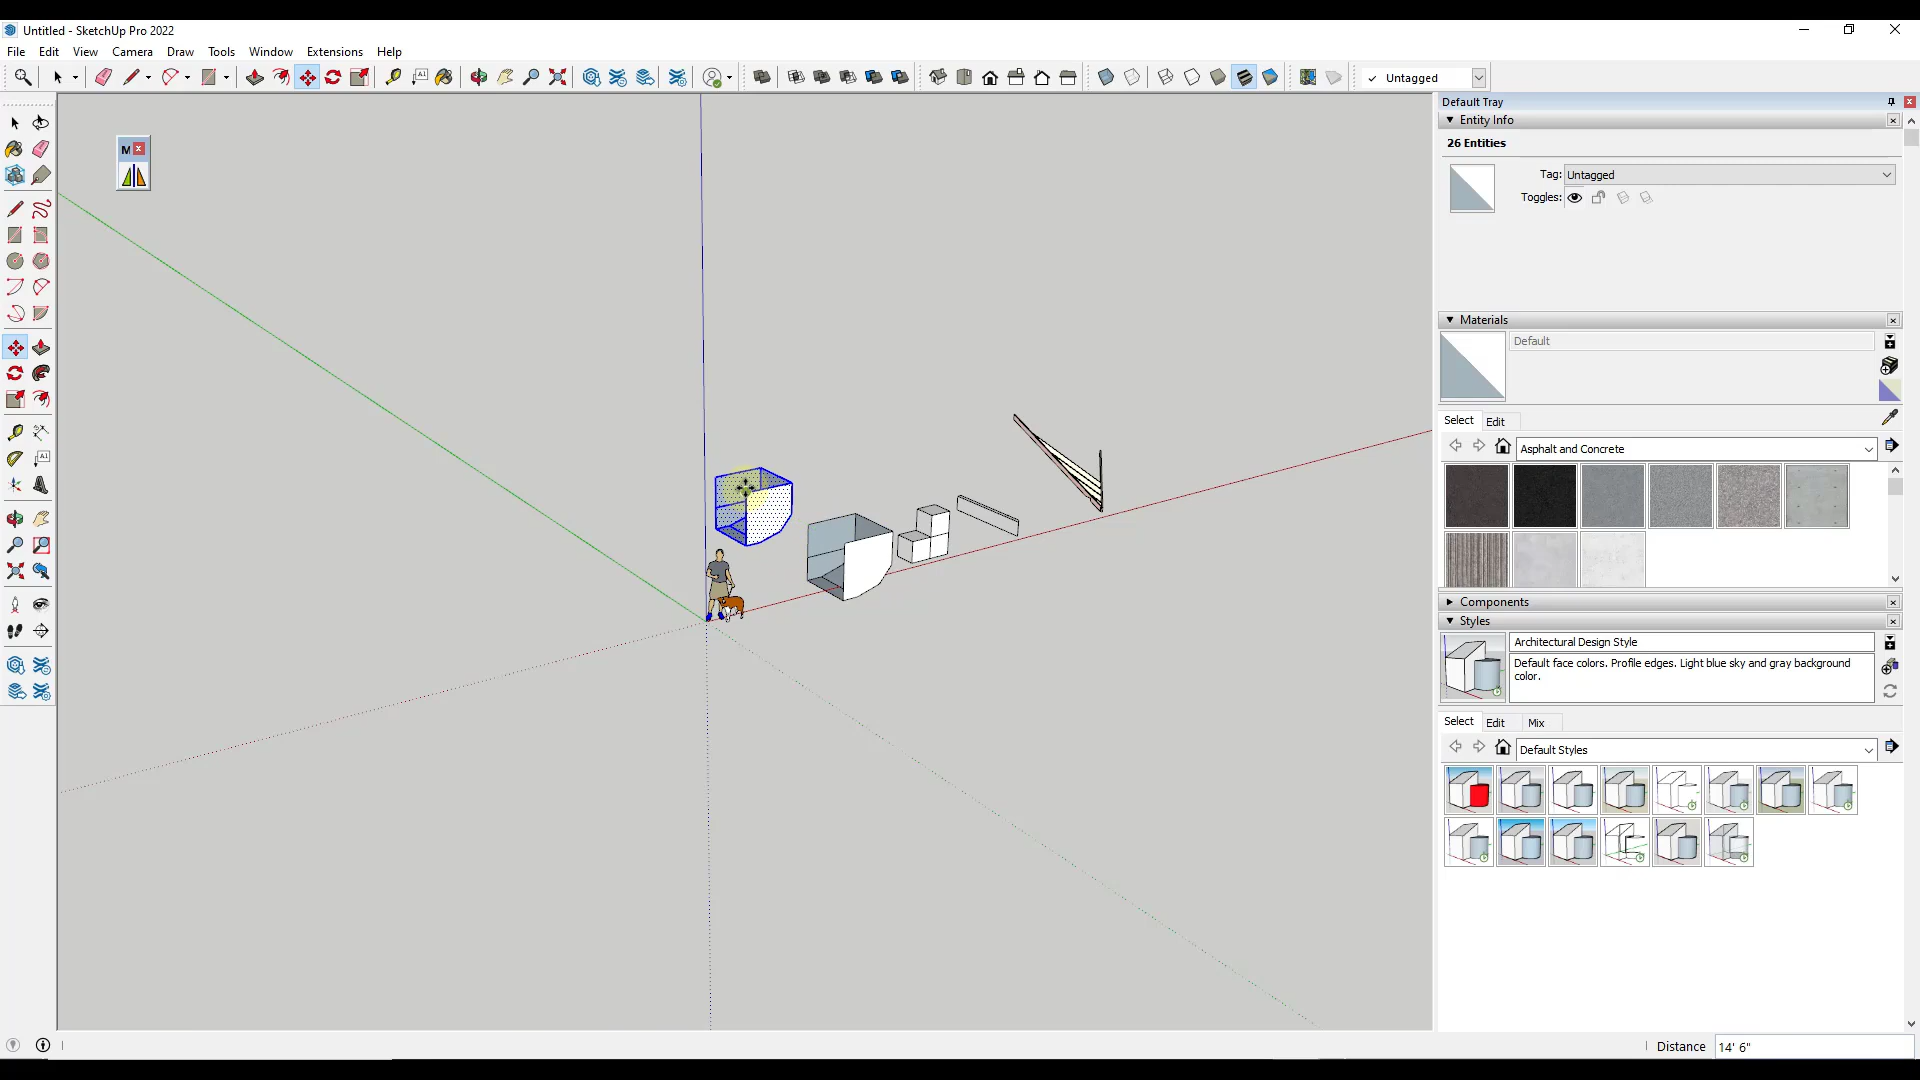 Untitled - SketchUp Pro 2022
File Edit View Camera Draw Tools Window Extensions Help
Untagged
M
Default Tray
Entity Info
26 Entities
Tag: Untagged
Toggles:
Materials
Default
Select Edit
Asphalt and Concrete
Components
Styles
Architectural Design Style
Default face colors. Profile edges. Light blue sky and gray background
color.
Select Edit Mix
Default Styles
Distance 14' 6"